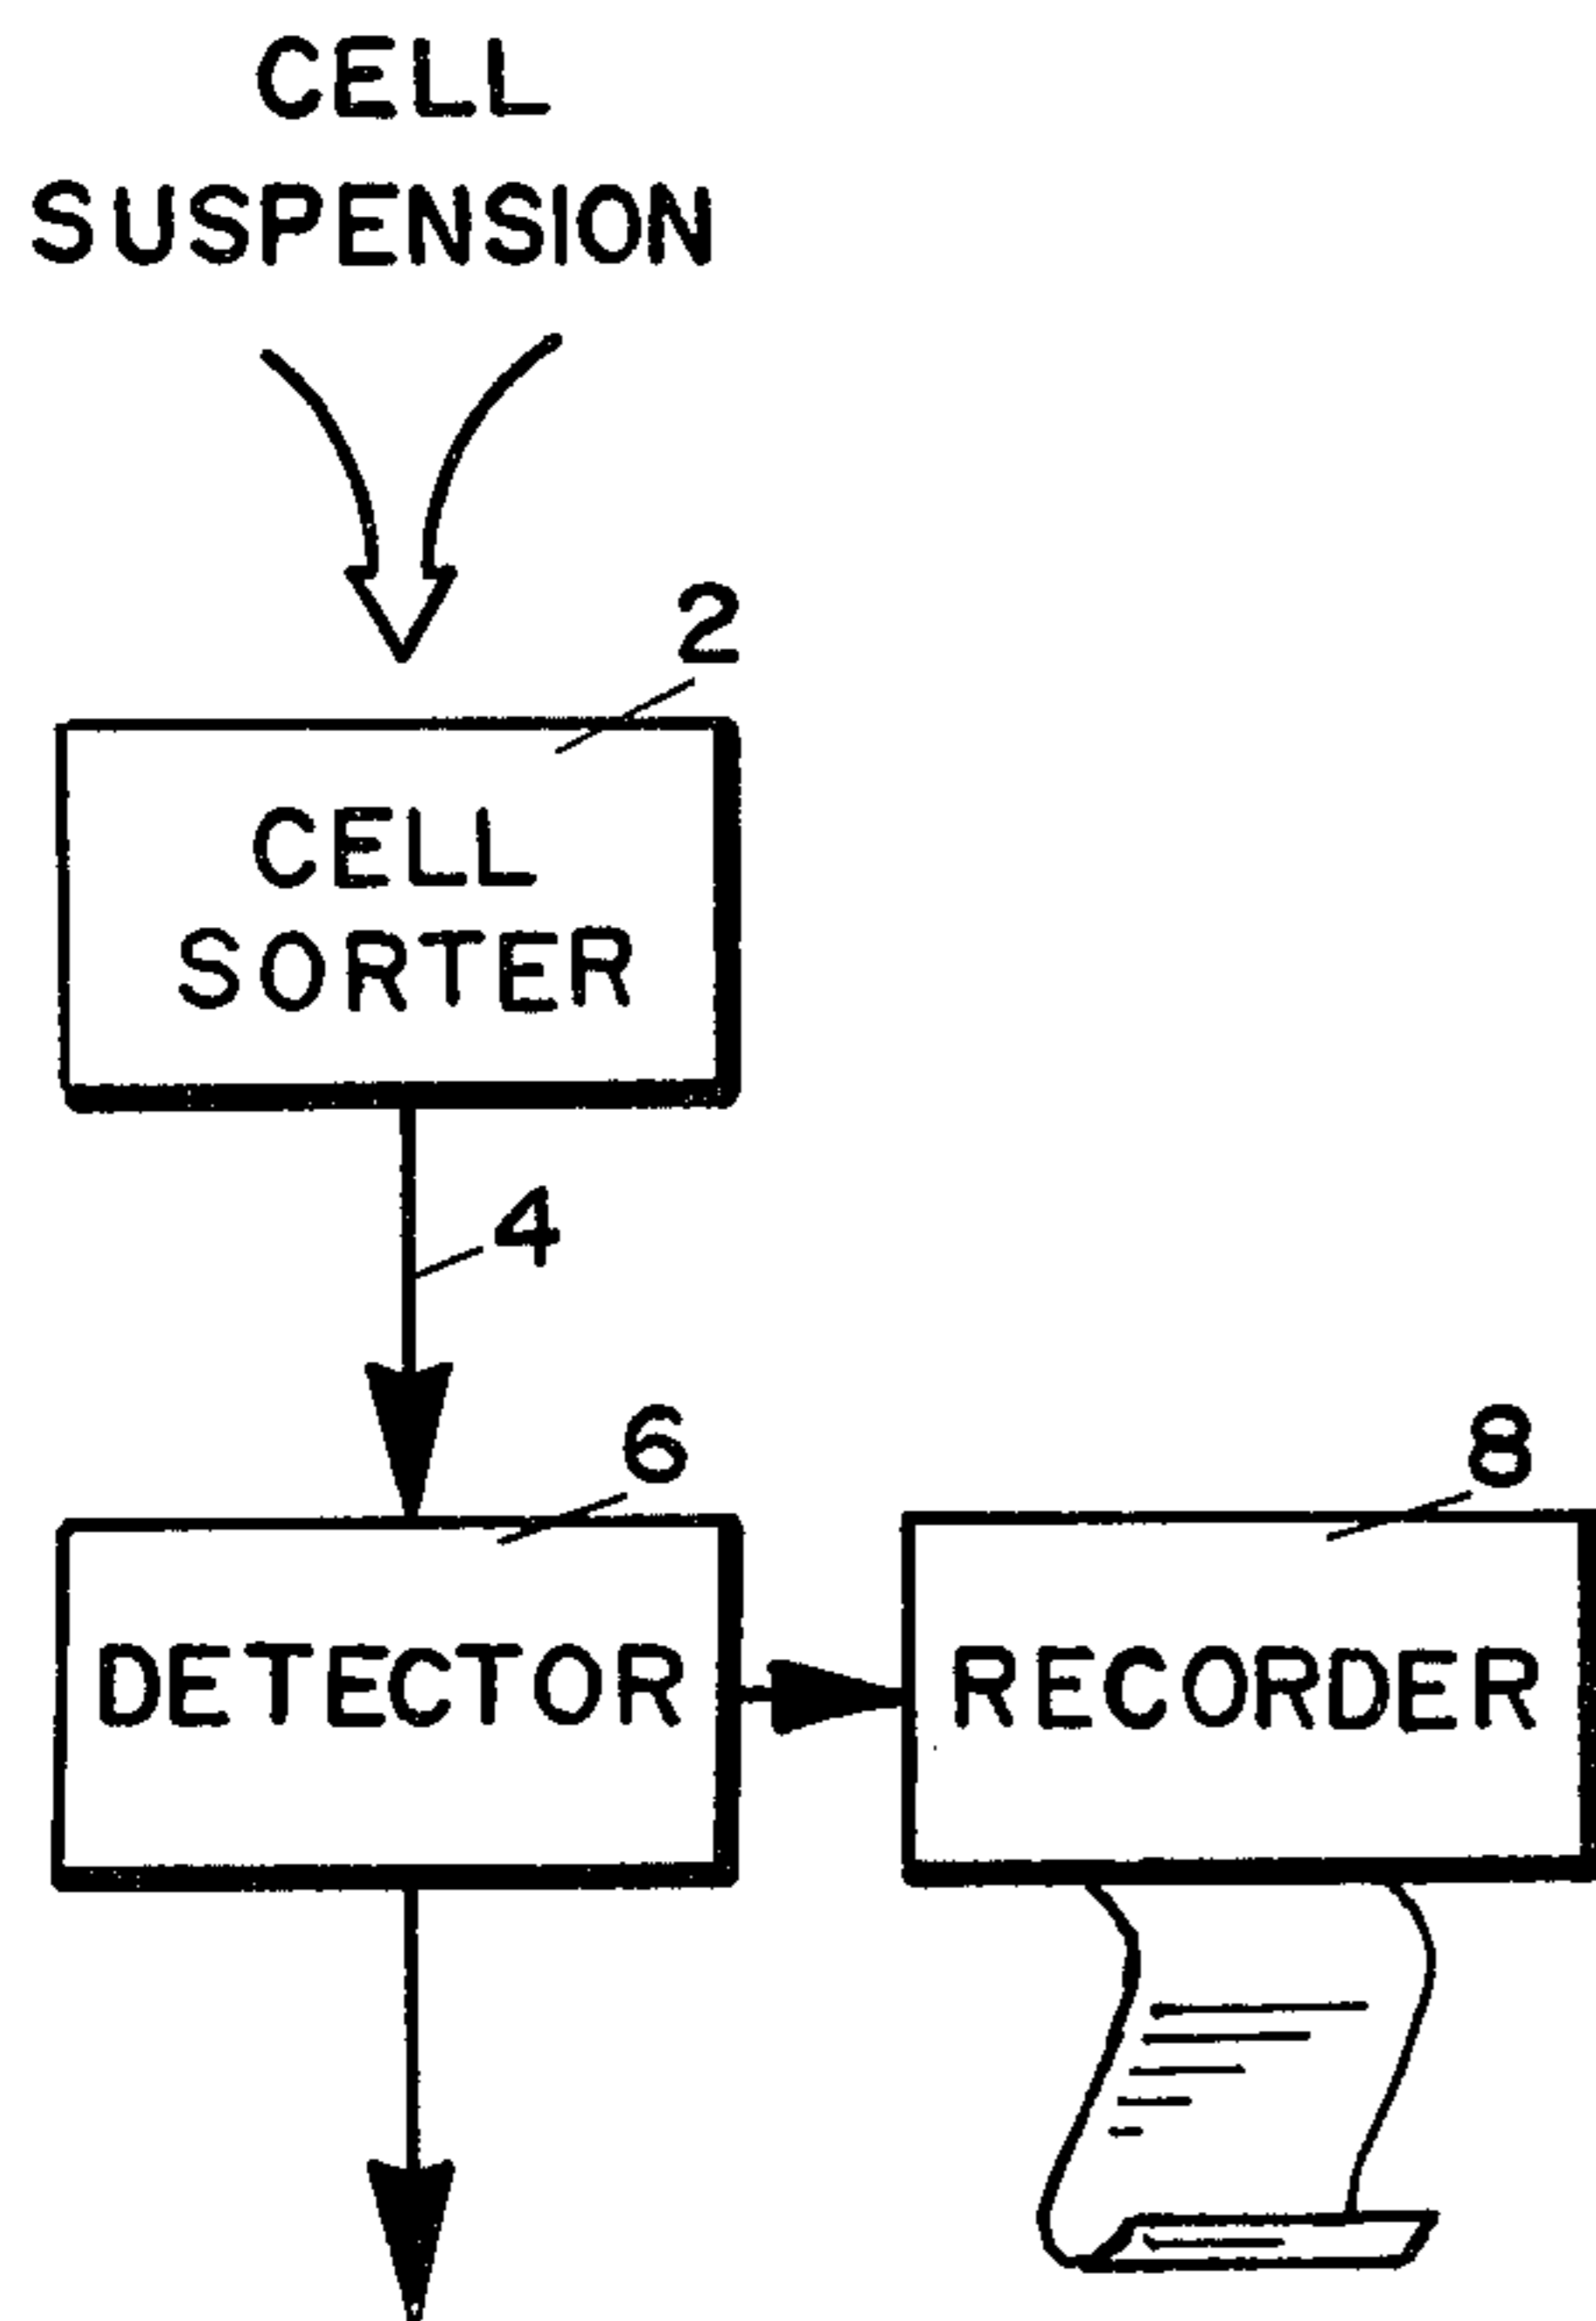 CELL
SUSPENSION
2
CELL
SORTER
4
6
8
DETECTOR
RECORDER